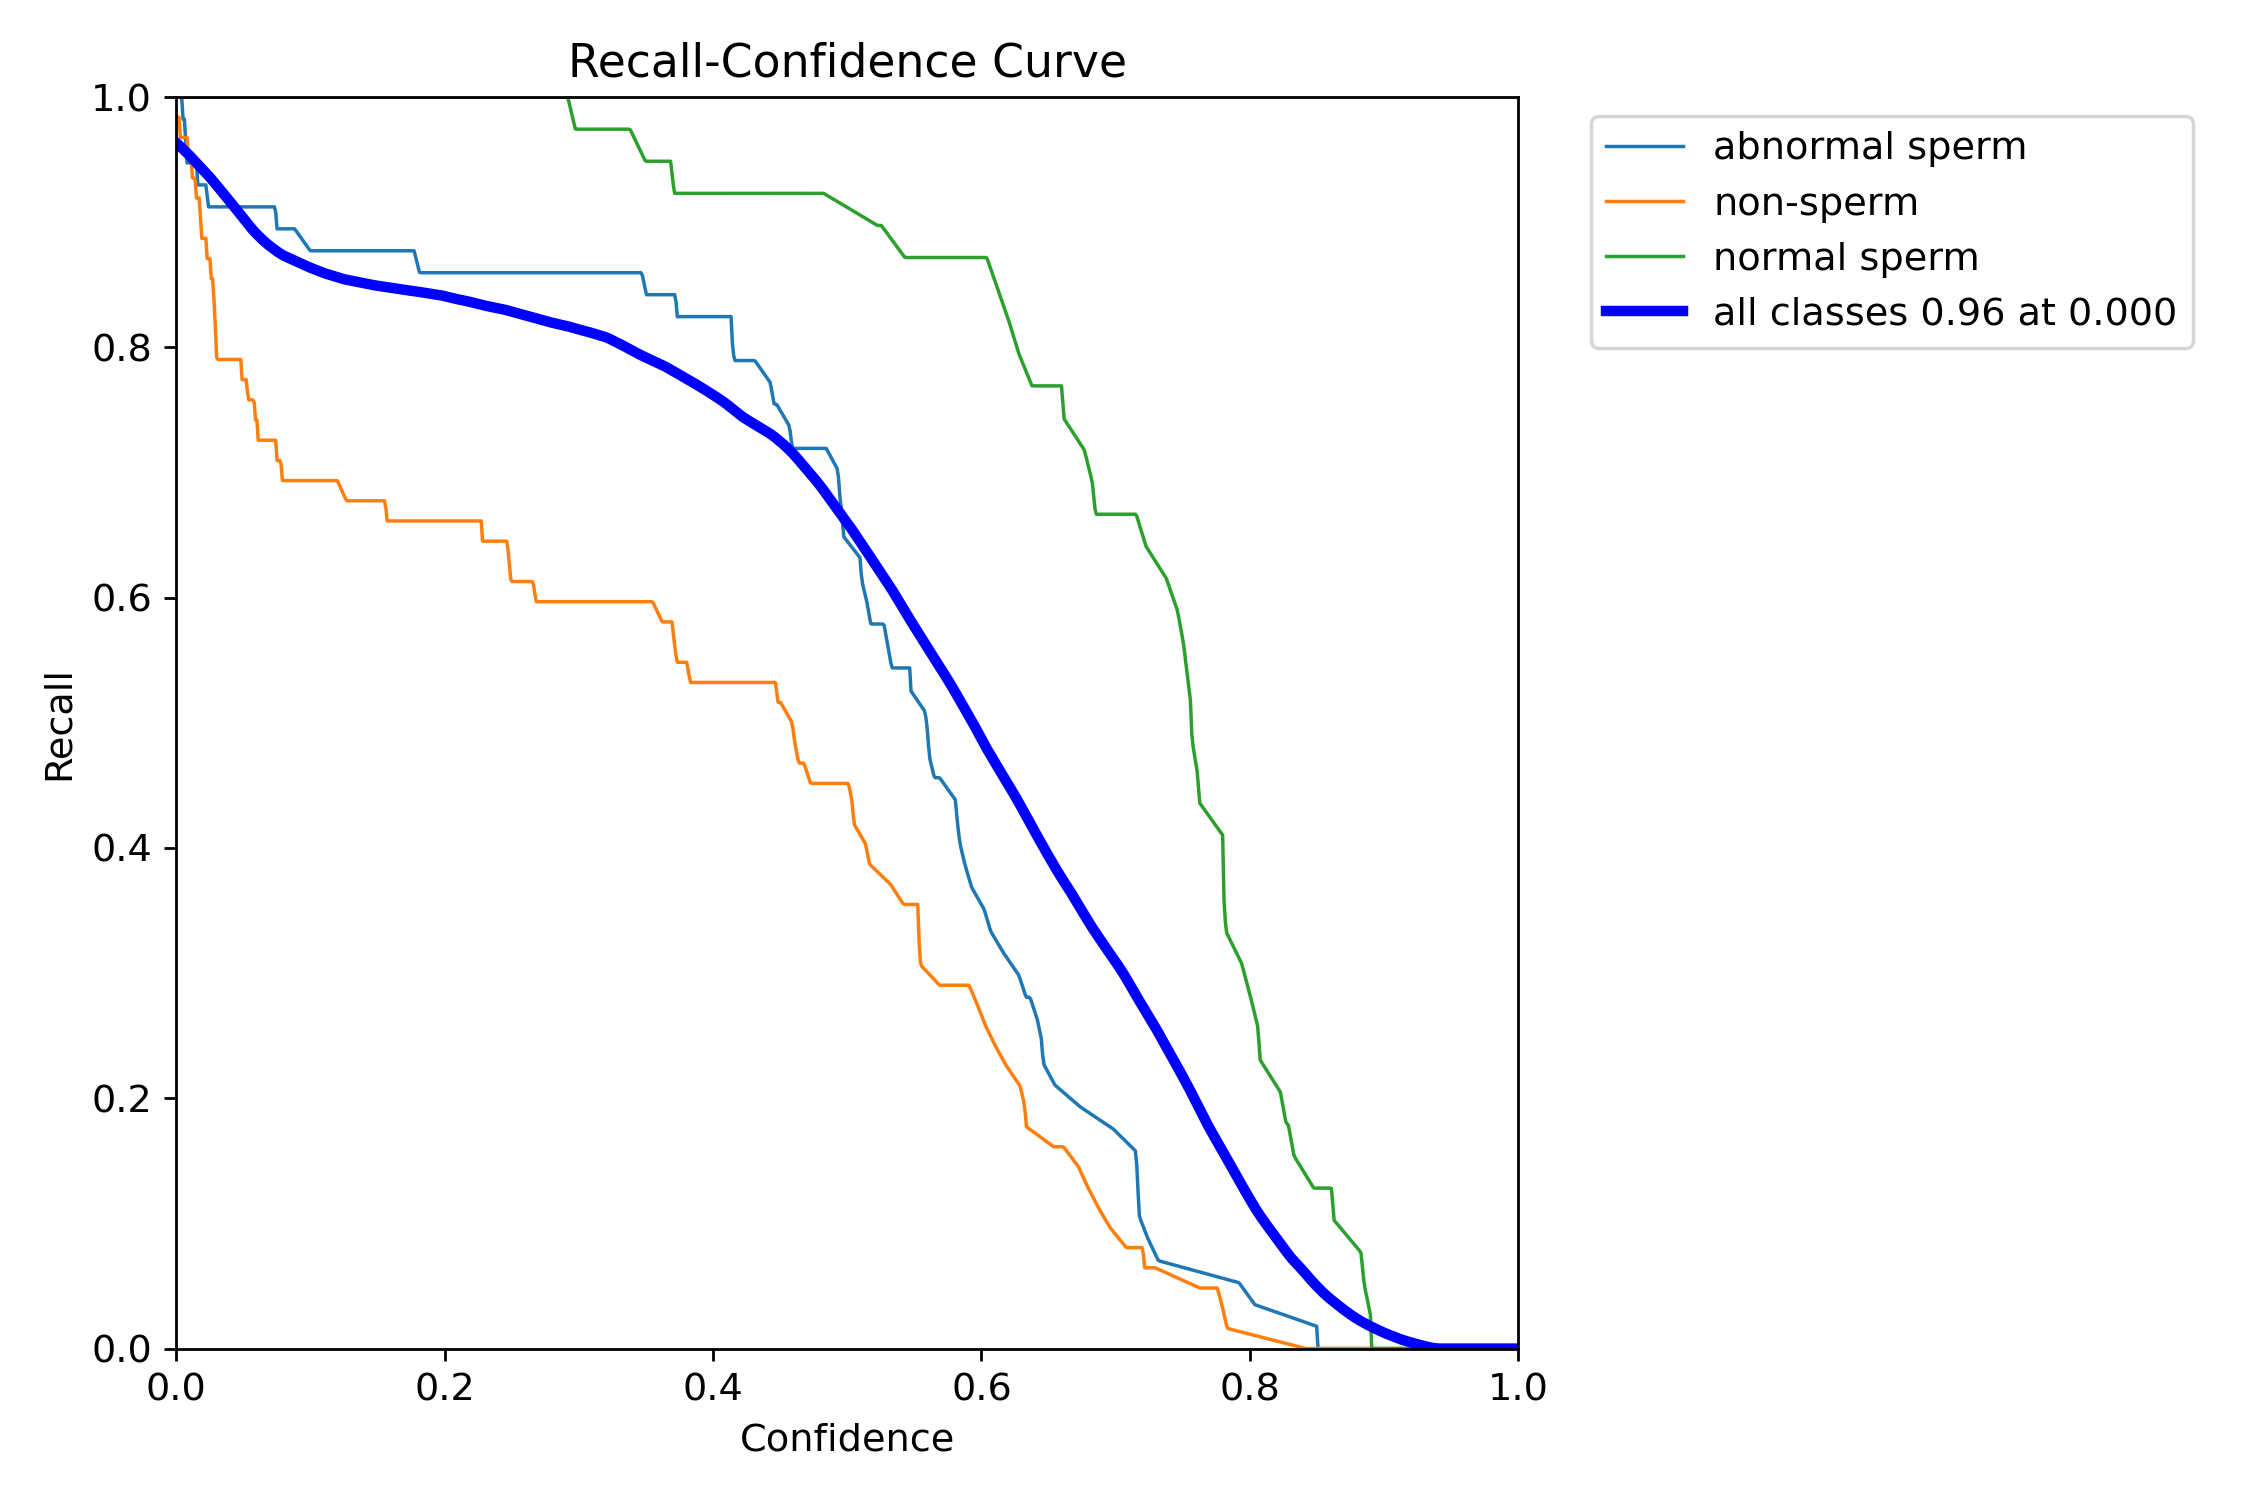 Recall-Confidence Curve
1.0
0.8
0.6
0.4
0.2
0.0
Recall
0.0 0.2 0.4 0.6 0.8 1.0
Confidence
abnormal sperm
non-sperm
normal sperm
all classes 0.96 at 0.000